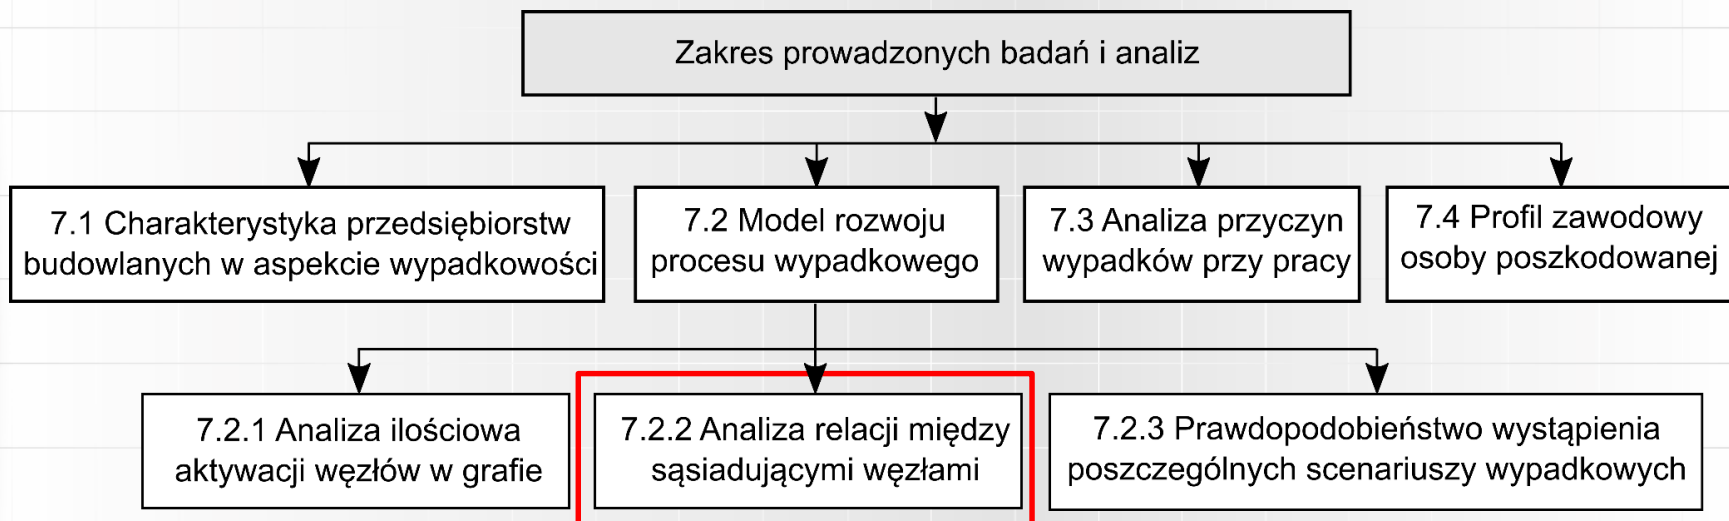 Zakres prowadzonych badań i analiz
7.1 Charakterystyka przedsiębiorstw
budowlanych w aspekcie wypadkowości
7.2 Model rozwoju
procesu wypadkowego
7.3 Analiza przyczyn
wypadków przy pracy
7.4 Profil zawodowy
osoby poszkodowanej
7.2.1 Analiza ilościowa
aktywacji węzłów w grafie
7.2.2 Analiza relacji między
sąsiadującymi węzłami
7.2.3 Prawdopodobieństwo wystąpienia
poszczególnych scenariuszy wypadkowych